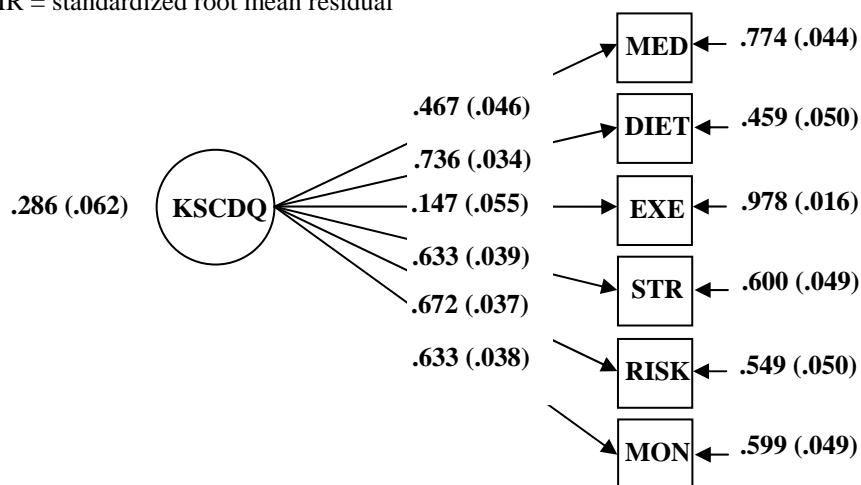 = standardized root mean residual
MED
.774 (.044)
.467 (.046)
DIET
.459 (.050)
.736 (.034)
.286 (.062)
KSCDQ
.147 (.055)
EXE
.978 (.016)
.633 (.039)
STR
.600 (.049)
.672 (.037)
.633 (.038)
RISK
.549 (.050)
MON
.599 (.049)